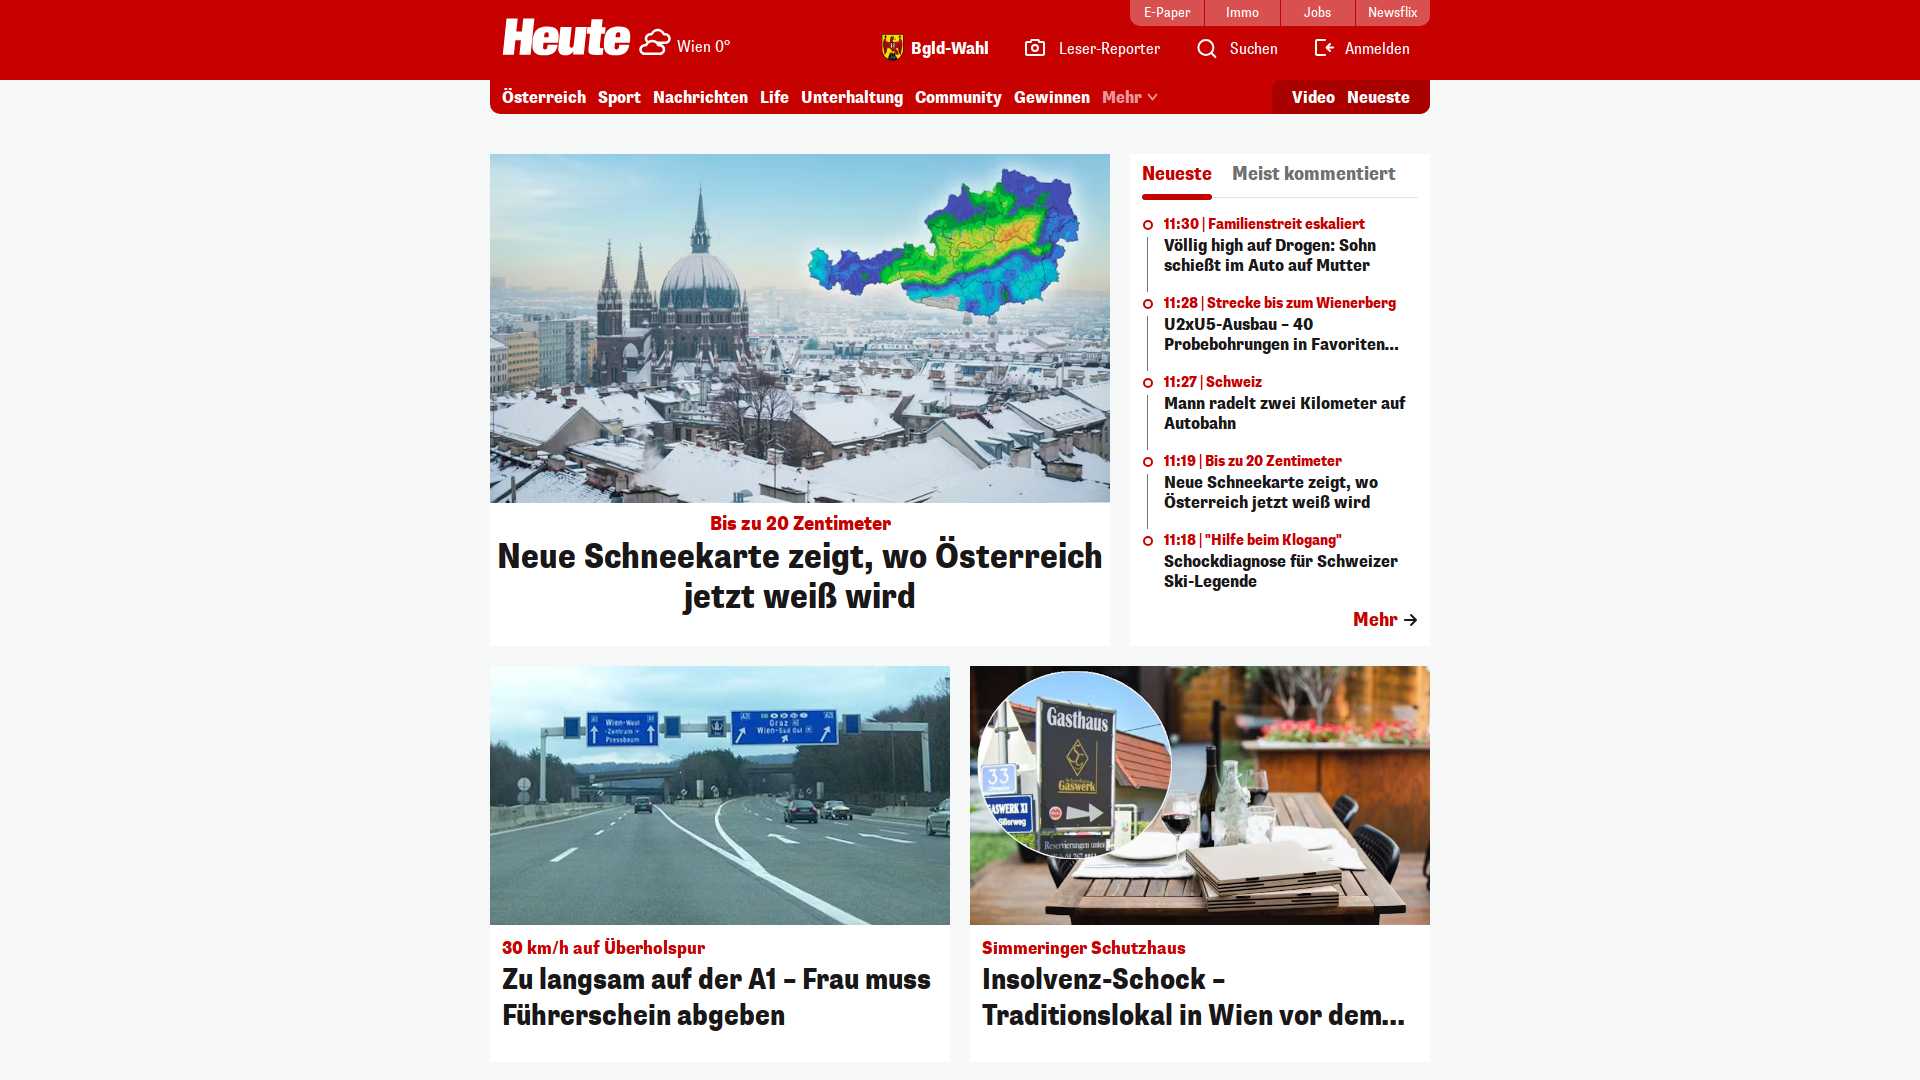 E-Paper
Immo
Jobs
Newsflix
Heute
Wien 0°
Bgld-Wahl
Leser-Reporter
Suchen
Anmelden
Österreich
Sport
Nachrichten
Life
Unterhaltung
Community
Gewinnen
Mehr
Video
Neueste
Bis zu 20 Zentimeter
Neue Schneekarte zeigt, wo Österreich
jetzt weiß wird
Neueste
Meist kommentiert
11:30 | Familienstreit eskaliert
Völlig high auf Drogen: Sohn
schießt im Auto auf Mutter
11:28 | Strecke bis zum Wienerberg
U2xU5-Ausbau – 40
Probebohrungen in Favoriten...
11:27 | Schweiz
Mann radelt zwei Kilometer auf
Autobahn
11:19 | Bis zu 20 Zentimeter
Neue Schneekarte zeigt, wo
Österreich jetzt weiß wird
11:18 | "Hilfe beim Klogang"
Schockdiagnose für Schweizer
Ski-Legende
Mehr
Wien-West
-Zentrum
Pressbaum
Graz
Wien-Süd Ost
30 km/h auf Überholspur
Zu langsam auf der A1 – Frau muss
Führerschein abgeben
Gasthaus
Gaswerk
33
GASWERK XI
Reservierungen unter
Simmeringer Schutzhaus
Insolvenz-Schock –
Traditionslokal in Wien vor dem...